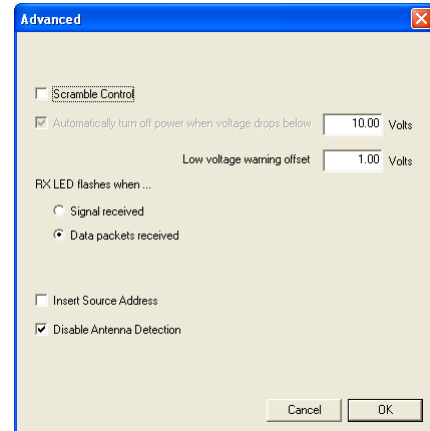 Advanced
Scramble Control
Automatically turn off power when voltage drops below 10.00 Volts
Low voltage warning offset 1.00 Volts
RX LED flashes when ...
Signal received
Data packets received
Insert Source Address
Disable Antenna Detection
Cancel OK